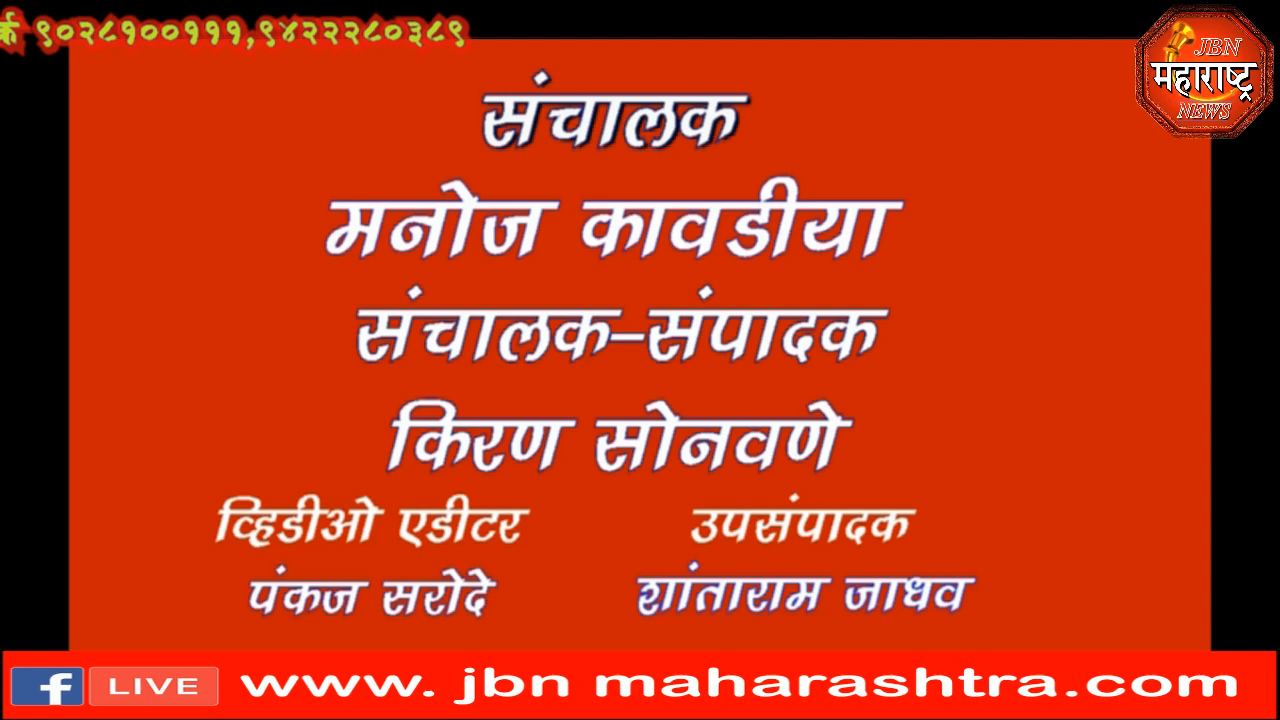 ९०२८१००१११,९४२२२८०३८९
JBN
महाराष्ट्र
NEWS
संचालक
मनोज कावडीया
संचालक-संपादक
किरण सोनवणे
व्हिडीओ एडीटर उपसंपादक
पंकज सरोदे शांताराम जाधव
f LIVE www. jbn maharashtra.com